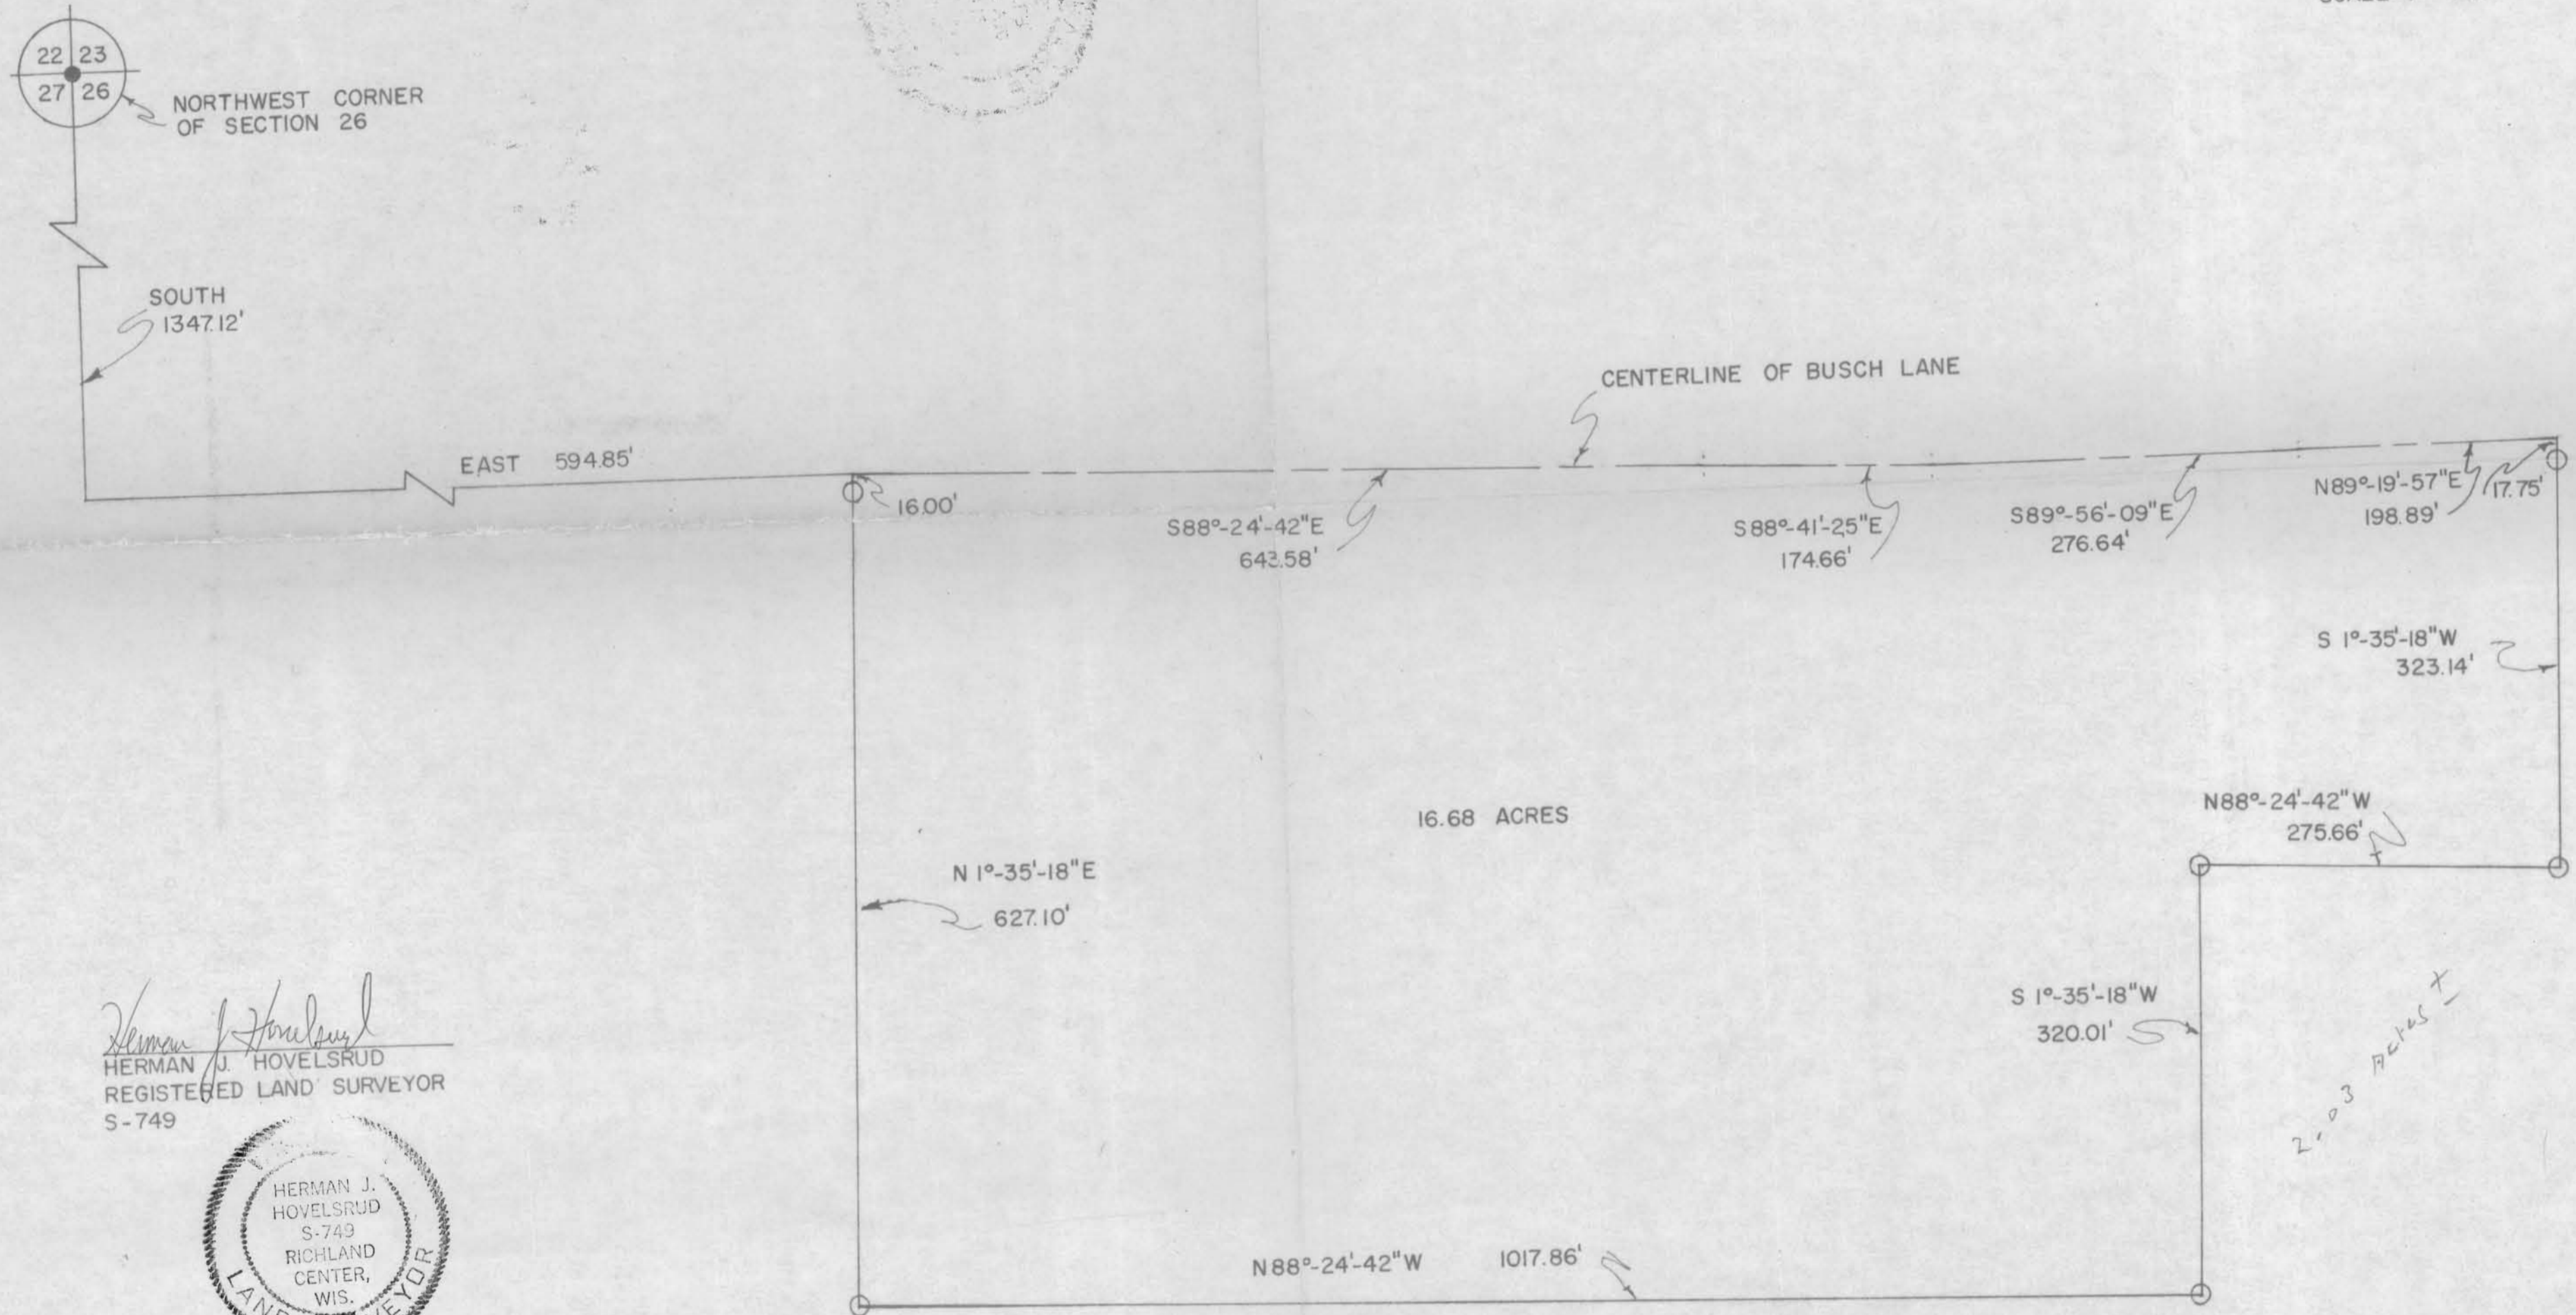 22 23
27 26
NORTHWEST CORNER
OF SECTION 26
SOUTH
1347.12'
EAST 594.85'
16.00'
CENTERLINE OF BUSCH LANE
S88°-24'-42"E
643.58'
S88°-41'-25"E
174.66'
S89°-56'-09"E
276.64'
N89°-19'-57"E
198.89'
17.75'
S 1°-35'-18"W
323.14'
N88°-24'-42"W
275.66'
16.68 ACRES
N 1°-35'-18"E
627.10'
S 1°-35'-18"W
320.01'
2.03 Acres ±
N88°-24'-42"W 1017.86'
Herman J Hovelsrud
HERMAN J. HOVELSRUD
REGISTERED LAND SURVEYOR
S-749
HERMAN J.
HOVELSRUD
S-749
RICHLAND
CENTER,
WIS.